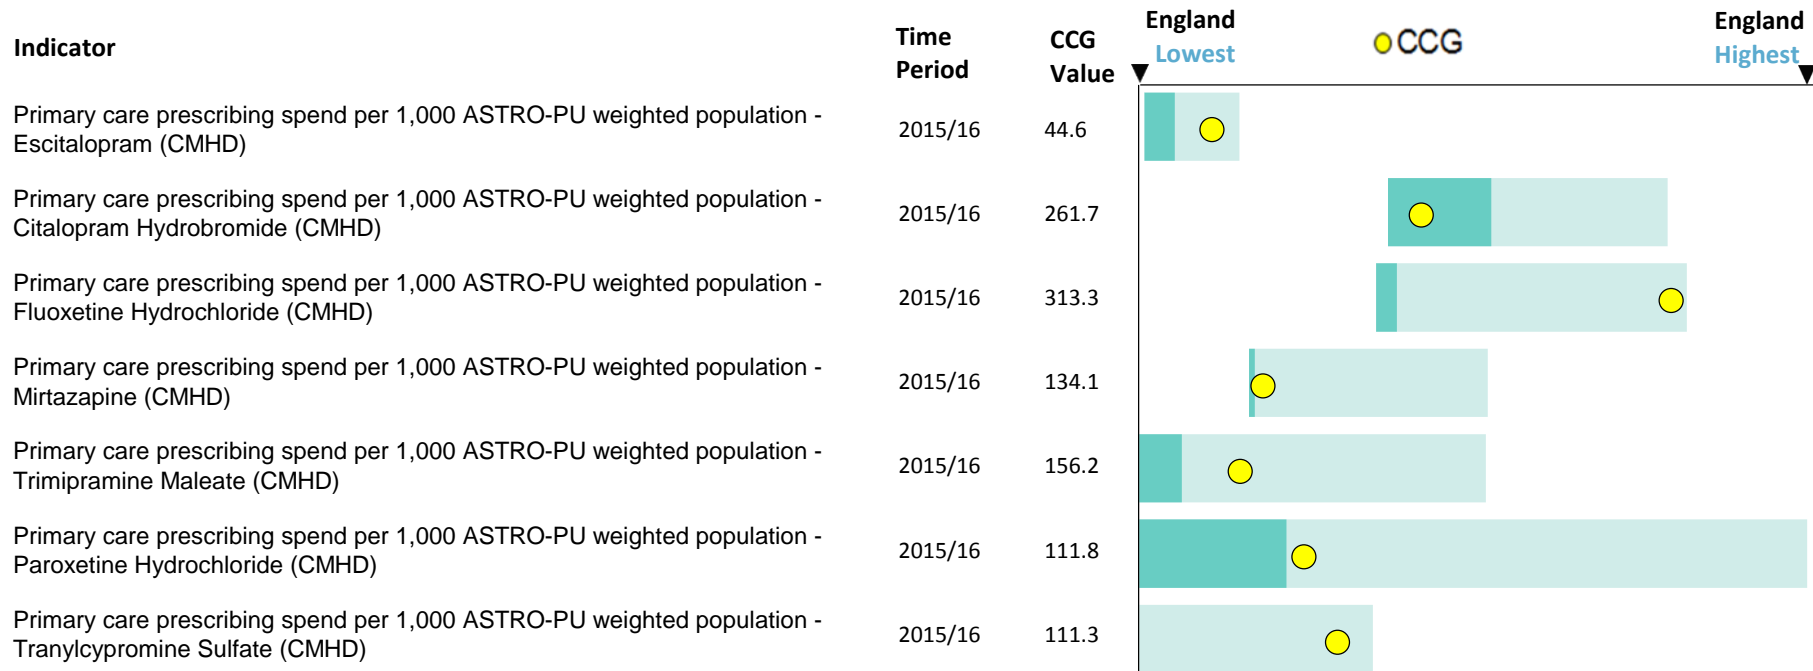 Indicator
Time
Period
CCG
Value
England
Lowest
CCG
England
Highest
Primary care prescribing spend per 1,000 ASTRO-PU weighted population -
Escitalopram (CMHD)
2015/16
44.6
Primary care prescribing spend per 1,000 ASTRO-PU weighted population -
Citalopram Hydrobromide (CMHD)
2015/16
261.7
Primary care prescribing spend per 1,000 ASTRO-PU weighted population -
Fluoxetine Hydrochloride (CMHD)
2015/16
313.3
Primary care prescribing spend per 1,000 ASTRO-PU weighted population -
Mirtazapine (CMHD)
2015/16
134.1
Primary care prescribing spend per 1,000 ASTRO-PU weighted population -
Trimipramine Maleate (CMHD)
2015/16
156.2
Primary care prescribing spend per 1,000 ASTRO-PU weighted population -
Paroxetine Hydrochloride (CMHD)
2015/16
111.8
Primary care prescribing spend per 1,000 ASTRO-PU weighted population -
Tranylcypromine Sulfate (CMHD)
2015/16
111.3